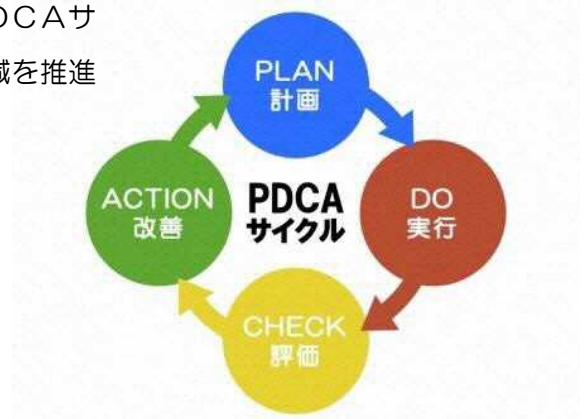 PDCAサ
減を推進
PLAN
計画
DO
実行
CHECK
評価
ACTION
改善
PDCA
サイクル